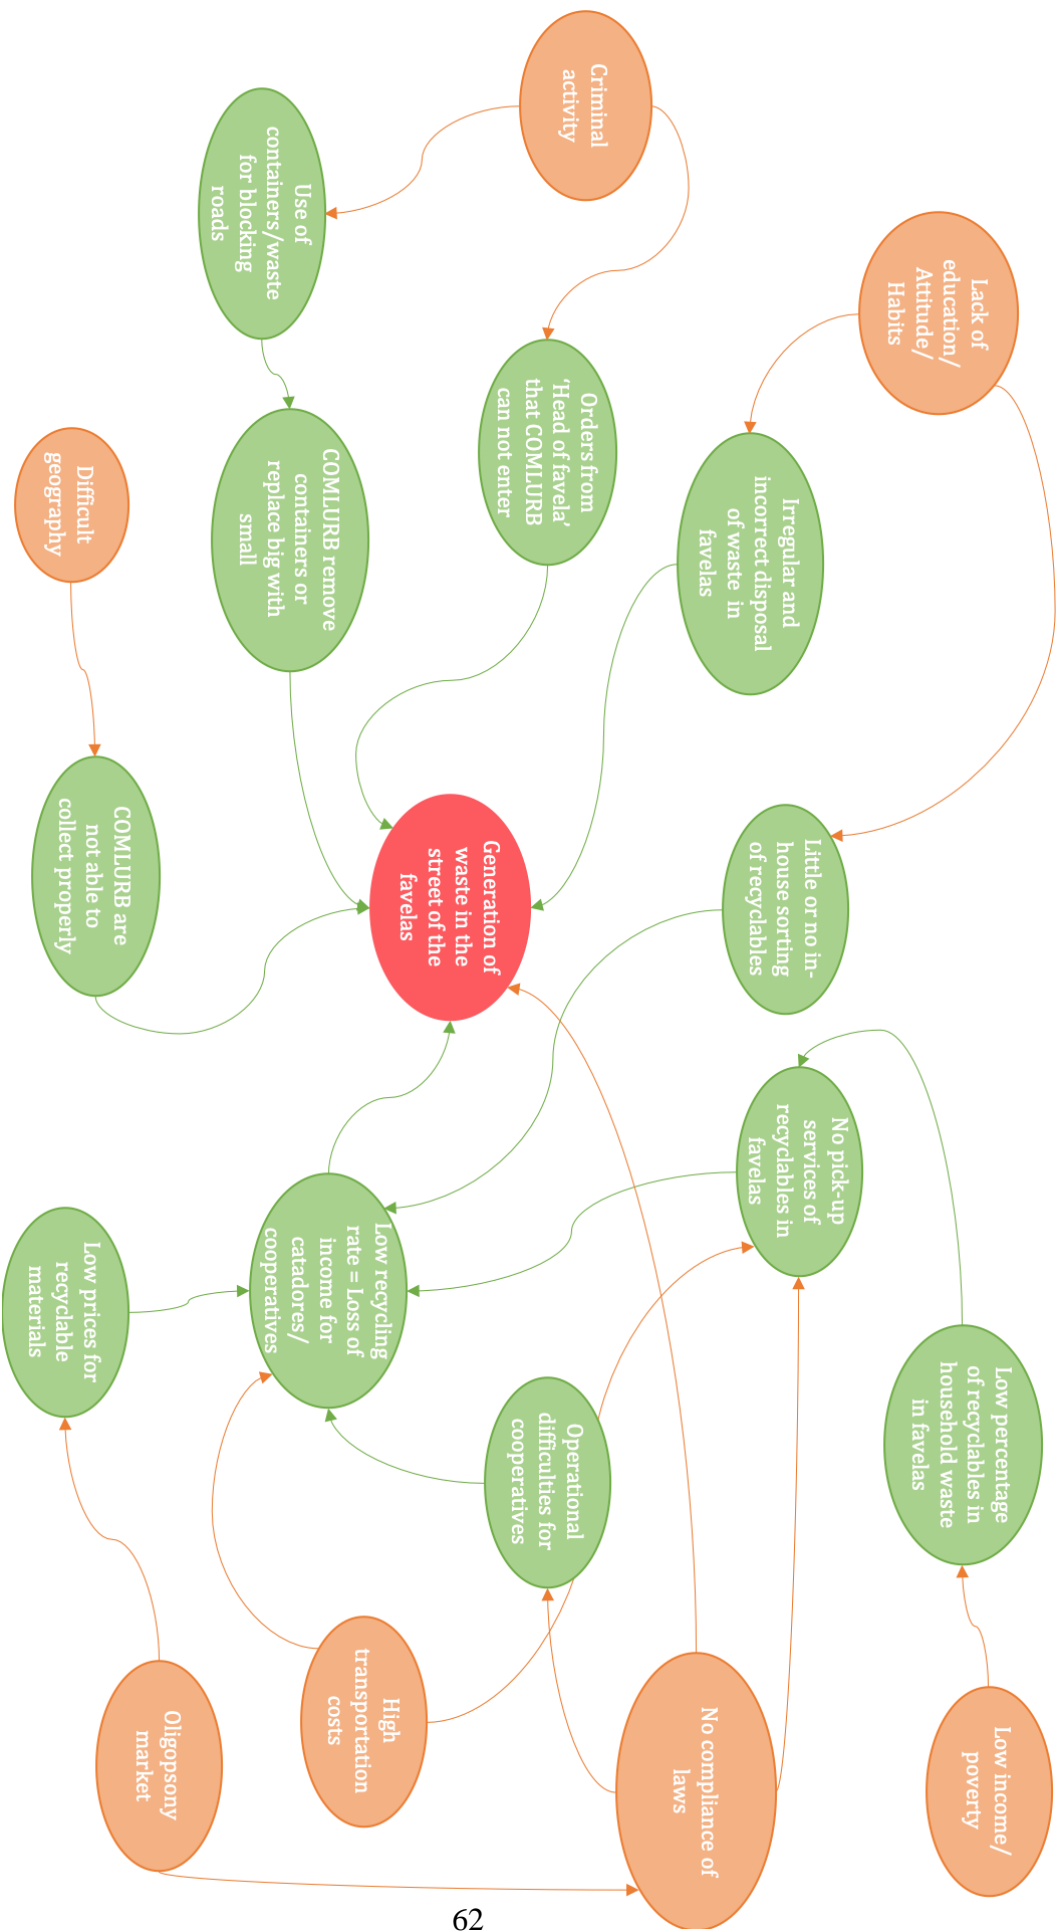 Lack of
education/
Attitude/
Habits
Criminal
activity
Low income/
poverty
Low percentage
of recyclables in
household waste
in favelas
No pick-up
services of
recyclables in
favelas
Little or no in-
house sorting
of recyclables
Irregular and
incorrect disposal
of waste in
favelas
Orders from
‘Head of favela’
that COMLURB
can not enter
Use of
containers/waste
for blocking
roads
COMLURB remove
containers or
replace big with
small
Difficult
geography
COMLURB are
not able to
collect properly
Generation of
waste in the
street of the
favelas
Low recycling
rate = Loss of
income for
catadores/
cooperatives
Operational
difficulties for
cooperatives
No compliance of
laws
High
transportation
costs
Low prices for
recyclable
materials
Oligopsony
market
62